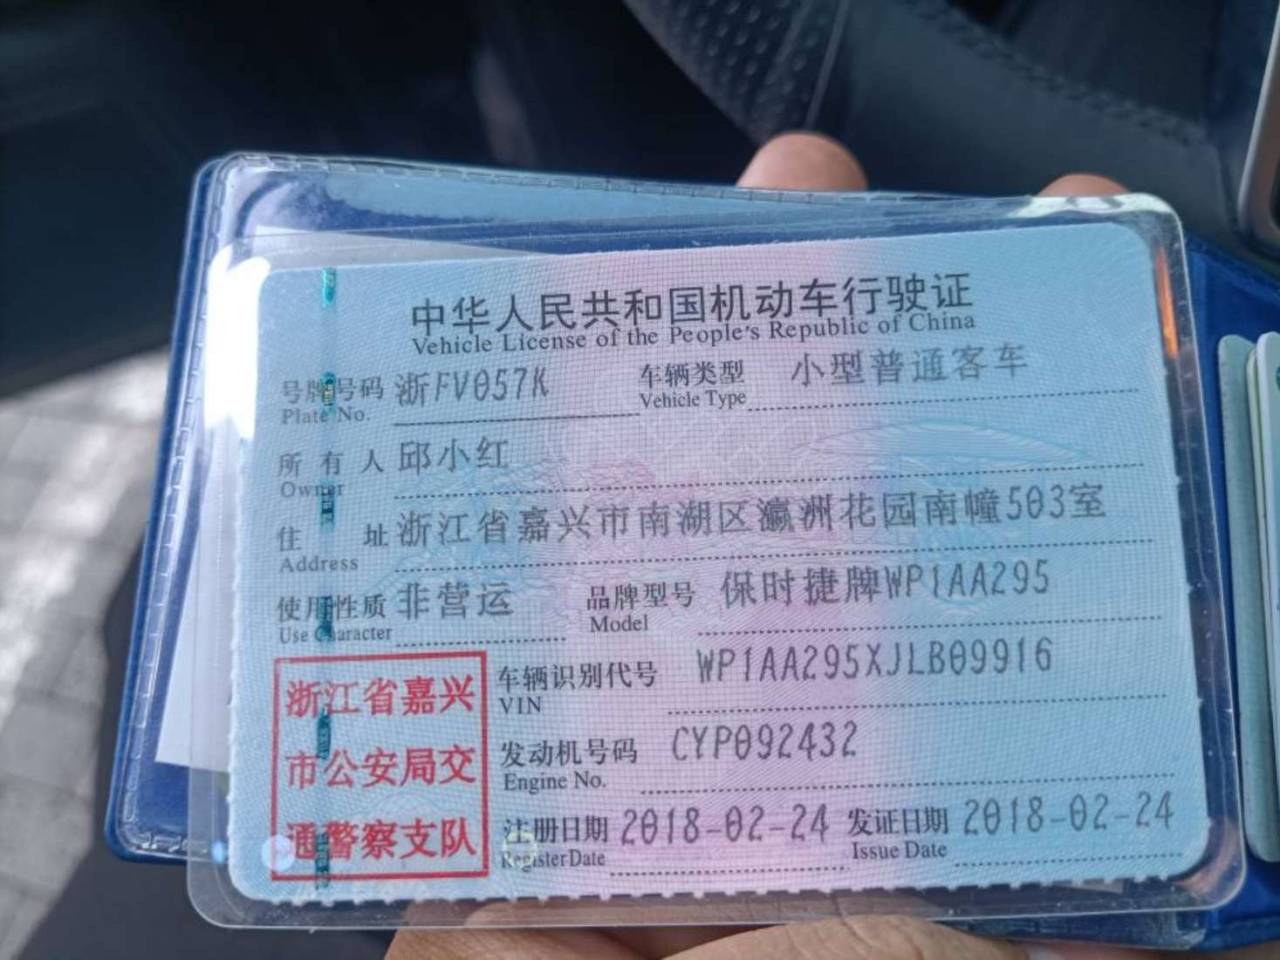 中华人民共和国机动车行驶证
Vehicle License of the People's Republic of China
号牌号码 浙FV057K 车辆类型 小型普通客车
Plate No. Vehicle Type
所有人 邱小红
Owner
住址 浙江省嘉兴市南湖区瀛洲花园南幢503室
Address
使用性质 非营运 品牌型号 保时捷牌WP1AA295
Use Character Model
浙江省嘉兴
市公安局交
通警察支队
车辆识别代号 WP1AA295XJLB09916
VIN
发动机号码 CYP092432
Engine No.
注册日期 2018-02-24 发证日期 2018-02-24
Register Date Issue Date